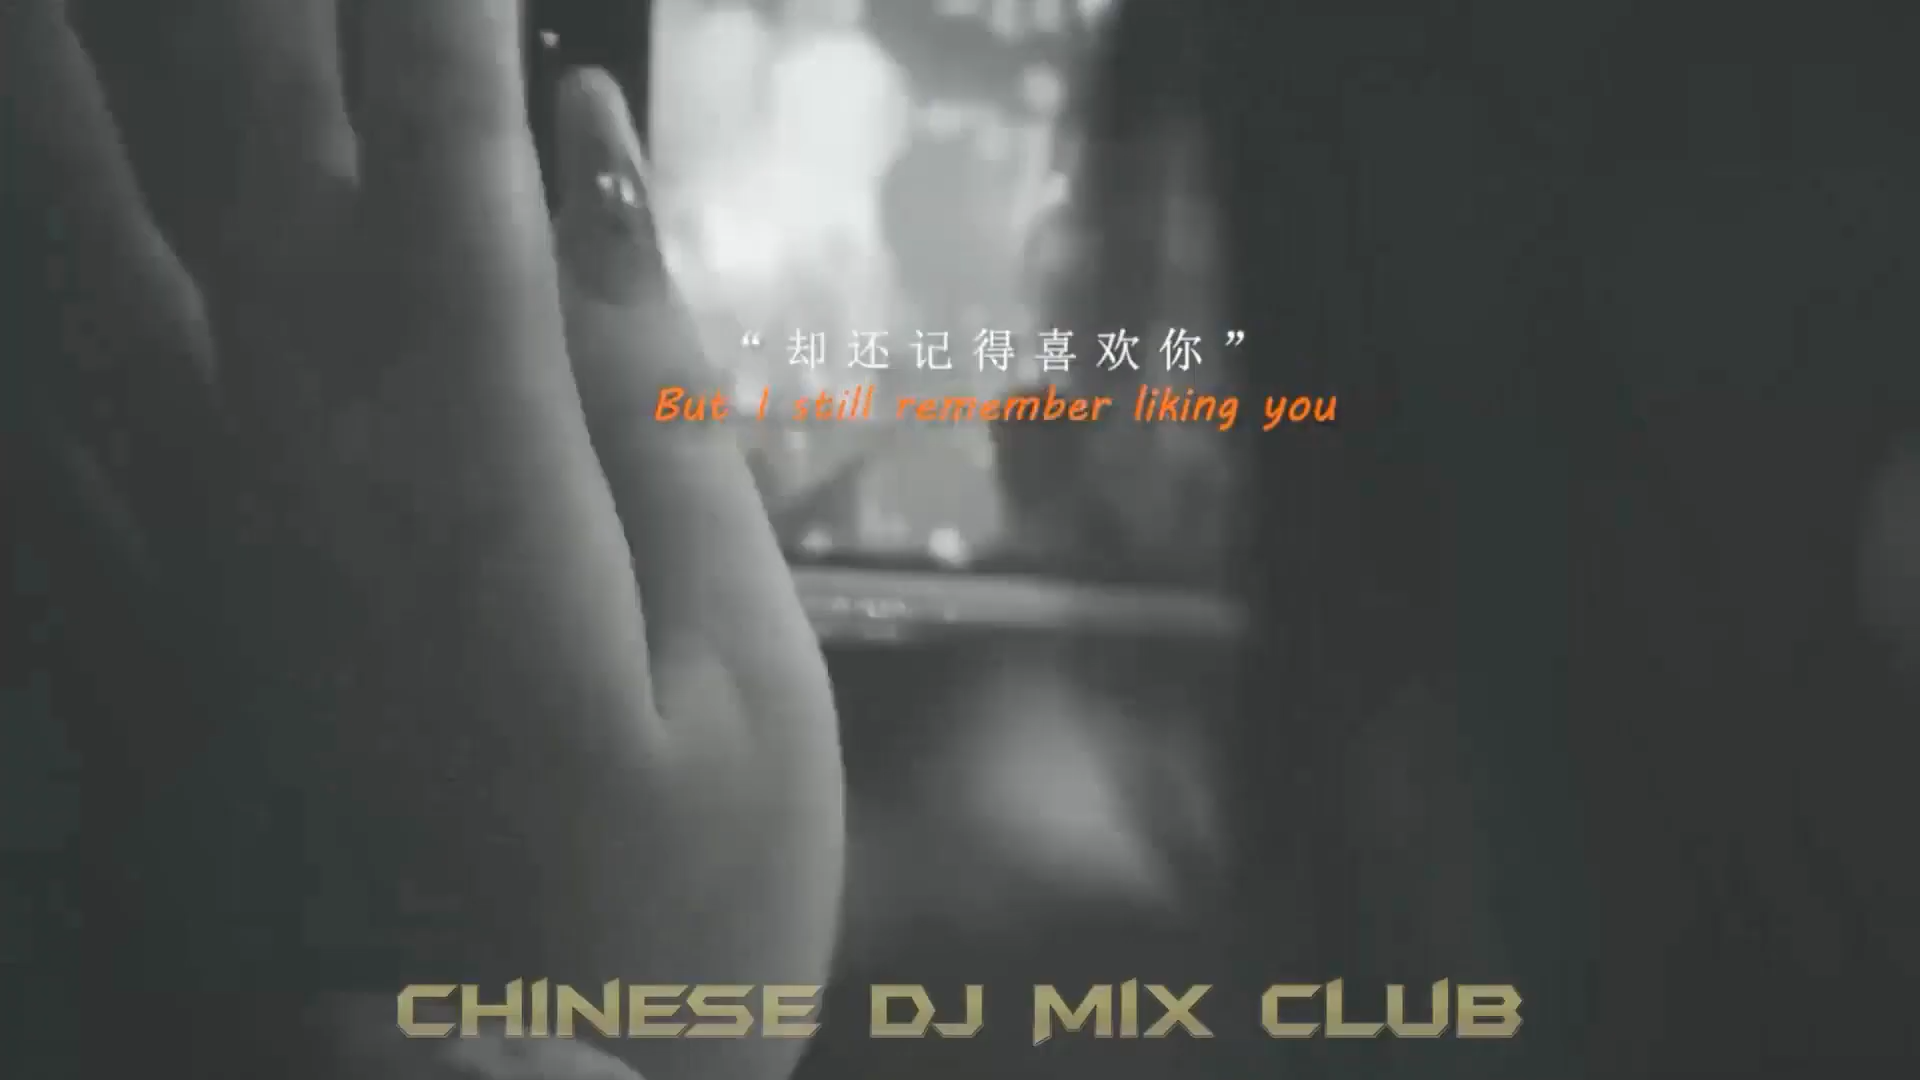 “却还记得喜欢你”
But I still remember liking you
CHINESE DJ MIX CLUB